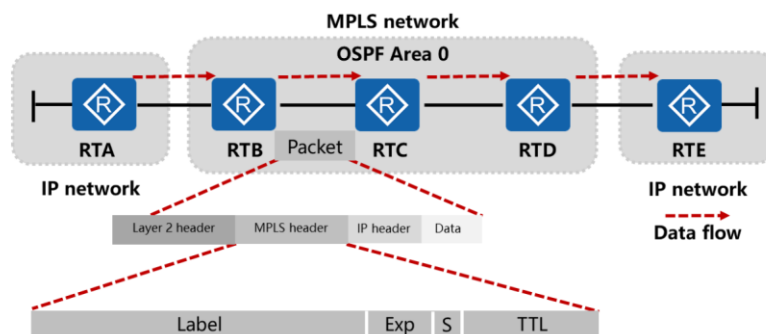 MPLS network
OSPF Area 0
R R R R R
RTA RTB RTC RTD RTE
Packet
IP network IP network
Data flow
Layer 2 header MPLS header IP header Data
Label Exp S TTL